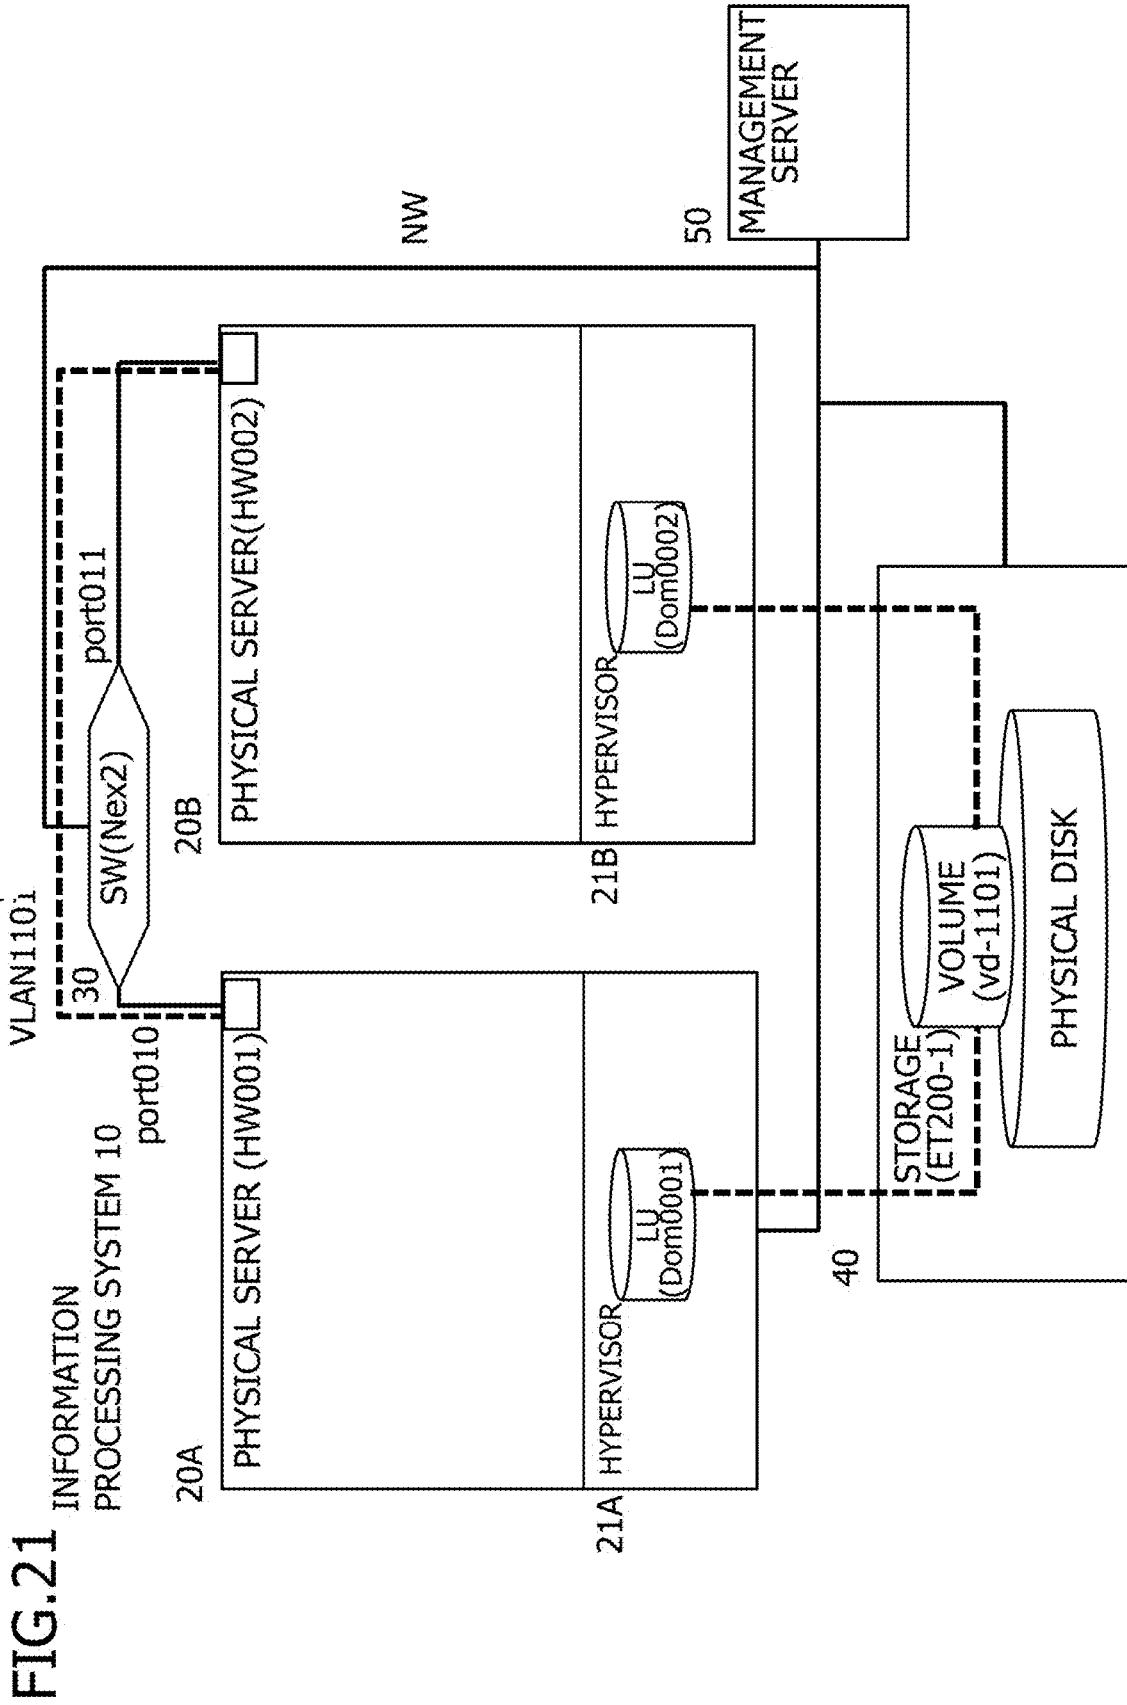 FIG.21
INFORMATION
PROCESSING SYSTEM 10
VLAN1101
30
SW(Nex2)
port010
port011
NW
20A
PHYSICAL SERVER (HW001)
21A
HYPERVISOR
LU
(Dom0001)
20B
PHYSICAL SERVER(HW002)
21B
HYPERVISOR
LU
(Dom0002)
50
MANAGEMENT
SERVER
40
STORAGE
(ET200-1)
VOLUME
(vd-1101)
PHYSICAL DISK